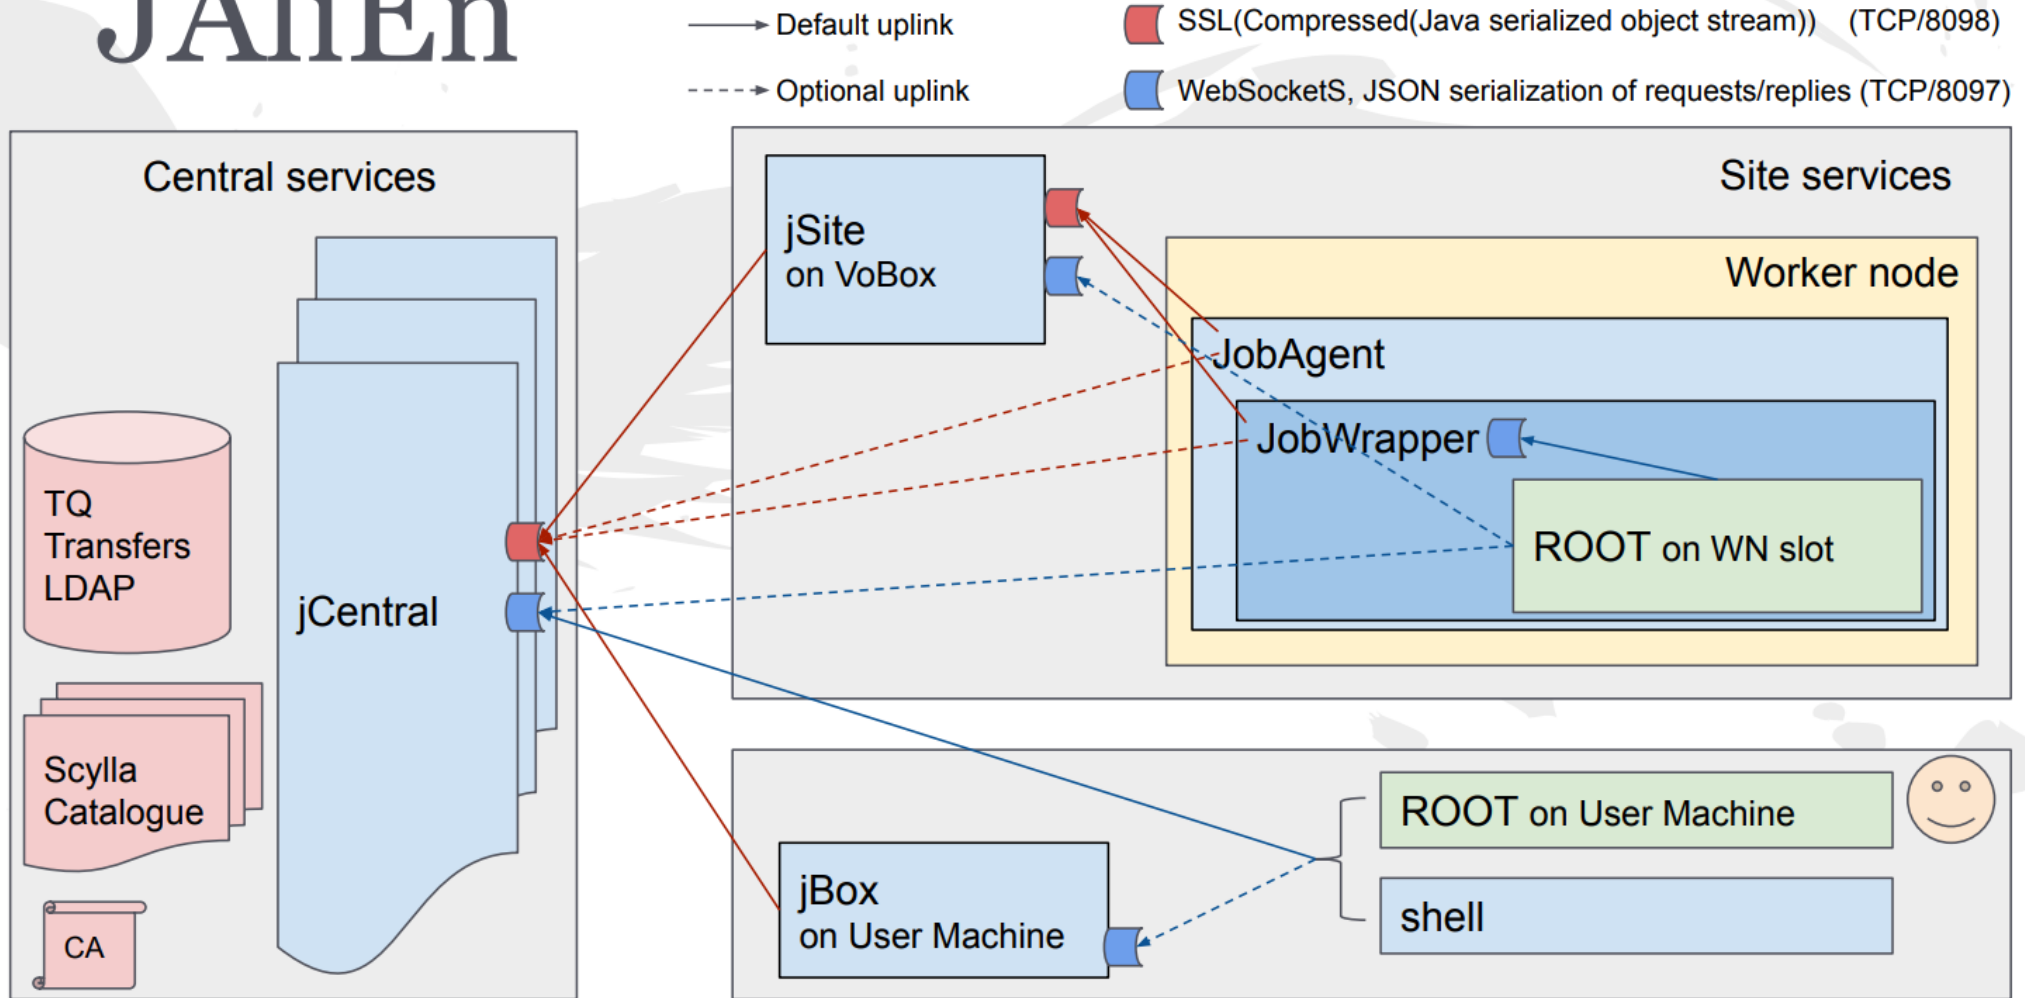 JAliEn
Default uplink
SSL(Compressed(Java serialized object stream)) (TCP/8098)
Optional uplink
WebSocketS, JSON serialization of requests/replies (TCP/8097)
Central services
TQ
Transfers
LDAP
Scylla
Catalogue
CA
jCentral
Site services
jSite
on VoBox
Worker node
JobAgent
JobWrapper
ROOT on WN slot
jBox
on User Machine
ROOT on User Machine
shell